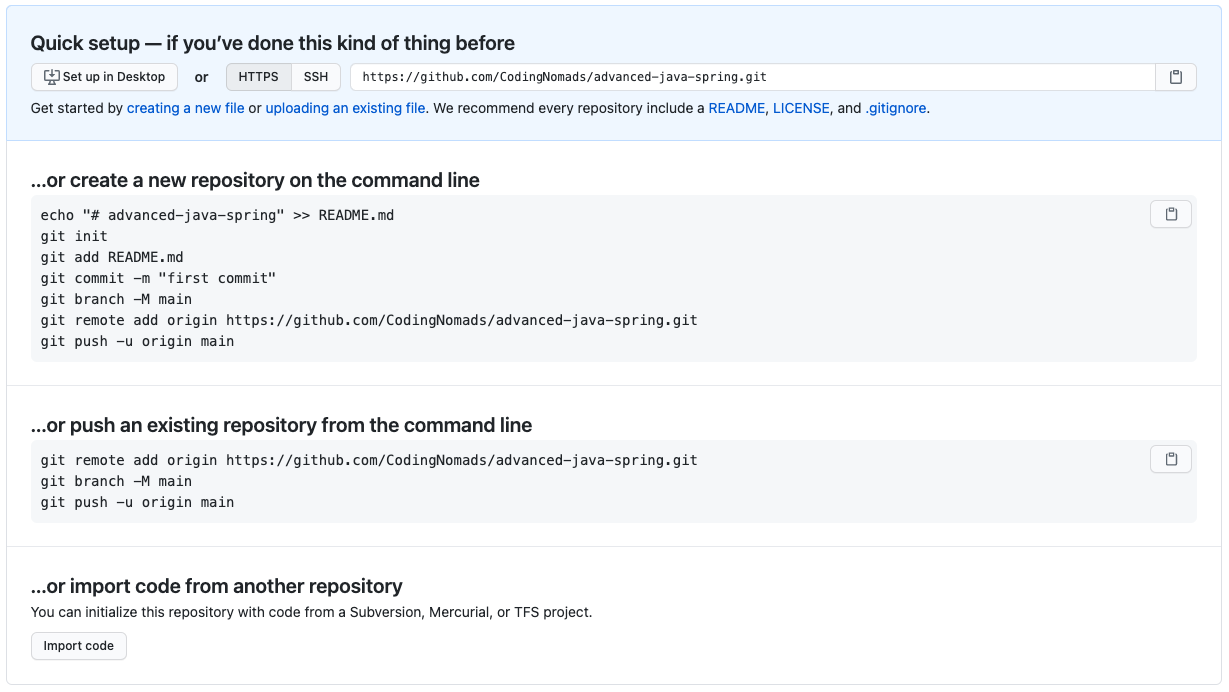 Quick setup — if you’ve done this kind of thing before
Set up in Desktop or HTTPS SSH https://github.com/CodingNomads/advanced-java-spring.git
Get started by creating a new file or uploading an existing file. We recommend every repository include a README, LICENSE, and .gitignore.
…or create a new repository on the command line
echo "# advanced-java-spring" >> README.md
git init
git add README.md
git commit -m "first commit"
git branch -M main
git remote add origin https://github.com/CodingNomads/advanced-java-spring.git
git push -u origin main
…or push an existing repository from the command line
git remote add origin https://github.com/CodingNomads/advanced-java-spring.git
git branch -M main
git push -u origin main
…or import code from another repository
You can initialize this repository with code from a Subversion, Mercurial, or TFS project.
Import code